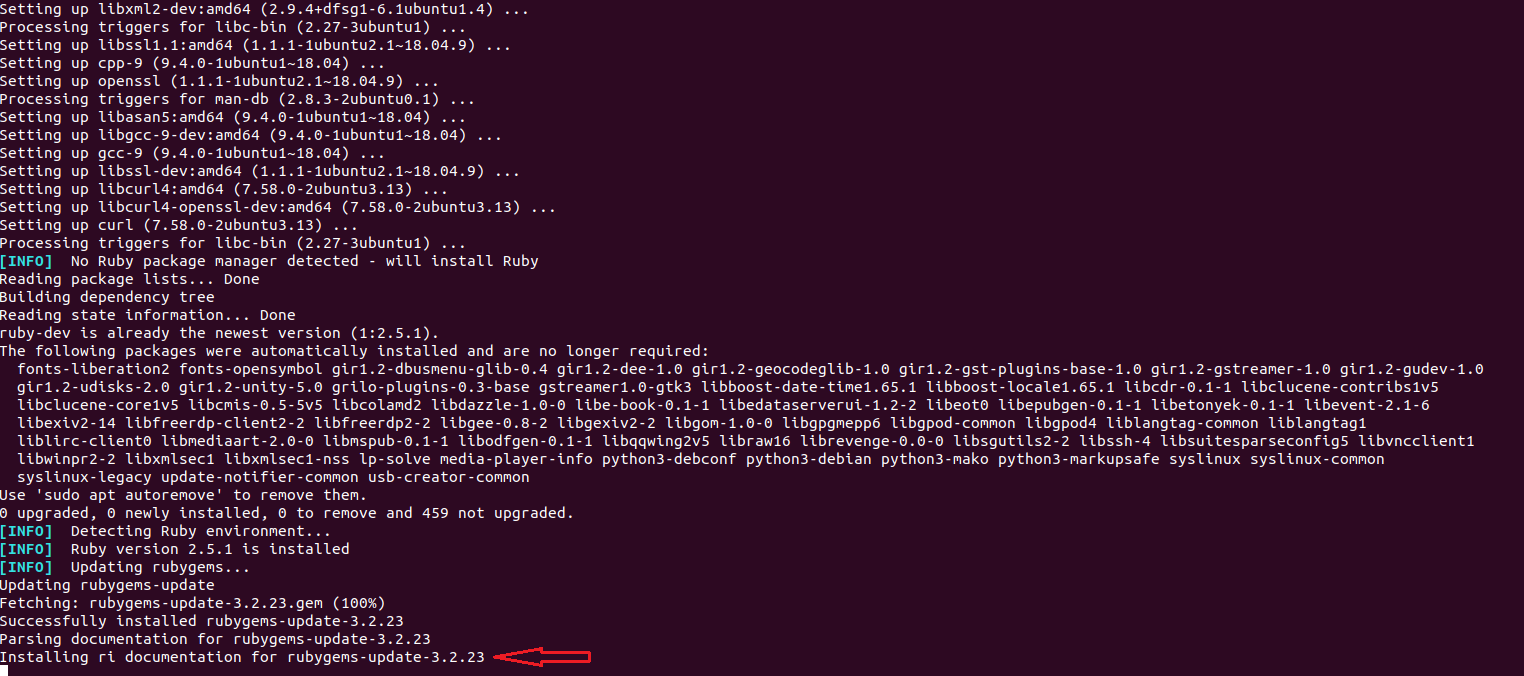 Setting up libxml2-dev:amd64 (2.9.4+dfsg1-6.1ubuntu1.4) ...
Processing triggers for libc-bin (2.27-3ubuntu1) ...
Setting up libssl1.1:amd64 (1.1.1-1ubuntu2.1~18.04.9) ...
Setting up cpp-9 (9.4.0-1ubuntu1~18.04) ...
Setting up openssl (1.1.1-1ubuntu2.1~18.04.9) ...
Processing triggers for man-db (2.8.3-2ubuntu0.1) ...
Setting up libasan5:amd64 (9.4.0-1ubuntu1~18.04) ...
Setting up libgcc-9-dev:amd64 (9.4.0-1ubuntu1~18.04) ...
Setting up gcc-9 (9.4.0-1ubuntu1~18.04) ...
Setting up libssl-dev:amd64 (1.1.1-1ubuntu2.1~18.04.9) ...
Setting up libcurl4:amd64 (7.58.0-2ubuntu3.13) ...
Setting up libcurl4-openssl-dev:amd64 (7.58.0-2ubuntu3.13) ...
Setting up curl (7.58.0-2ubuntu3.13) ...
Processing triggers for libc-bin (2.27-3ubuntu1) ...
[INFO]  No Ruby package manager detected - will install Ruby
Reading package lists... Done
Building dependency tree
Reading state information... Done
ruby-dev is already the newest version (1:2.5.1).
The following packages were automatically installed and are no longer required:
  fonts-liberation2 fonts-opensymbol gir1.2-dbusmenu-glib-0.4 gir1.2-dee-1.0 gir1.2-geocodeglib-1.0 gir1.2-gst-plugins-base-1.0 gir1.2-gstreamer-1.0 gir1.2-gudev-1.0
  gir1.2-udisks-2.0 gir1.2-unity-5.0 grilo-plugins-0.3-base gstreamer1.0-gtk3 libboost-date-time1.65.1 libboost-locale1.65.1 libcdr-0.1-1 libclucene-contribs1v5
  libclucene-core1v5 libcmis-0.5-5v5 libcolamd2 libdazzle-1.0-0 libe-book-0.1-1 libedataserverui-1.2-2 libeot0 libepubgen-0.1-1 libetonyek-0.1-1 libevent-2.1-6
  libexiv2-14 libfreerdp-client2-2 libfreerdp2-2 libgee-0.8-2 libgexiv2-2 libgom-1.0-0 libgpgmepp6 libgpod-common libgpod4 liblangtag-common liblangtag1
  liblirc-client0 libmediaart-2.0-0 libmspub-0.1-1 libodfgen-0.1-1 libqqwing2v5 libraw16 librevenge-0.0-0 libsgutils2-2 libssh-4 libsuitesparseconfig5 libvncclient1
  libwinpr2-2 libxmlsec1 libxmlsec1-nss lp-solve media-player-info python3-debconf python3-debian python3-mako python3-markupsafe syslinux syslinux-common
  syslinux-legacy update-notifier-common usb-creator-common
Use 'sudo apt autoremove' to remove them.
0 upgraded, 0 newly installed, 0 to remove and 459 not upgraded.
[INFO]  Detecting Ruby environment...
[INFO]  Ruby version 2.5.1 is installed
[INFO]  Updating rubygems...
Updating rubygems-update
Fetching: rubygems-update-3.2.23.gem (100%)
Successfully installed rubygems-update-3.2.23
Parsing documentation for rubygems-update-3.2.23
Installing ri documentation for rubygems-update-3.2.23